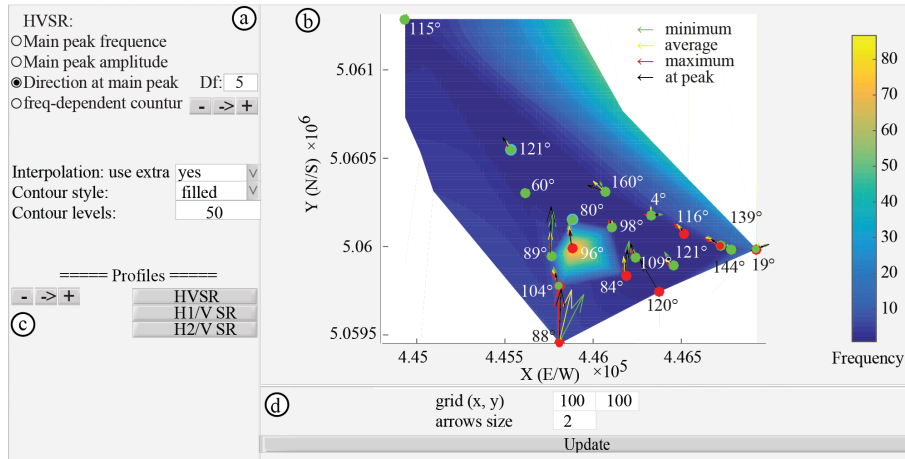 a
HVSR:
Main peak frequence
Main peak amplitude
Direction at main peak Df: 5
freq-dependent countur - -> +
Interpolation: use extra yes
Contour style: filled
Contour levels: 50
===== Profiles =====
- -> +
HVSR
H1/V SR
H2/V SR
c
b
Y (N/S) ×10⁶
5.061
5.0605
5.06
5.0595
4.45 4.455 4.46 4.465
X (E/W) ×10⁵
minimum
average
maximum
at peak
115°
121°
60°
160°
80°
4°
98°
116°
139°
89°
96°
109°
121°
144°
19°
104°
84°
120°
88°
80
70
60
50
40
30
20
10
Frequency
d
grid (x, y) 100 100
arrows size 2
Update